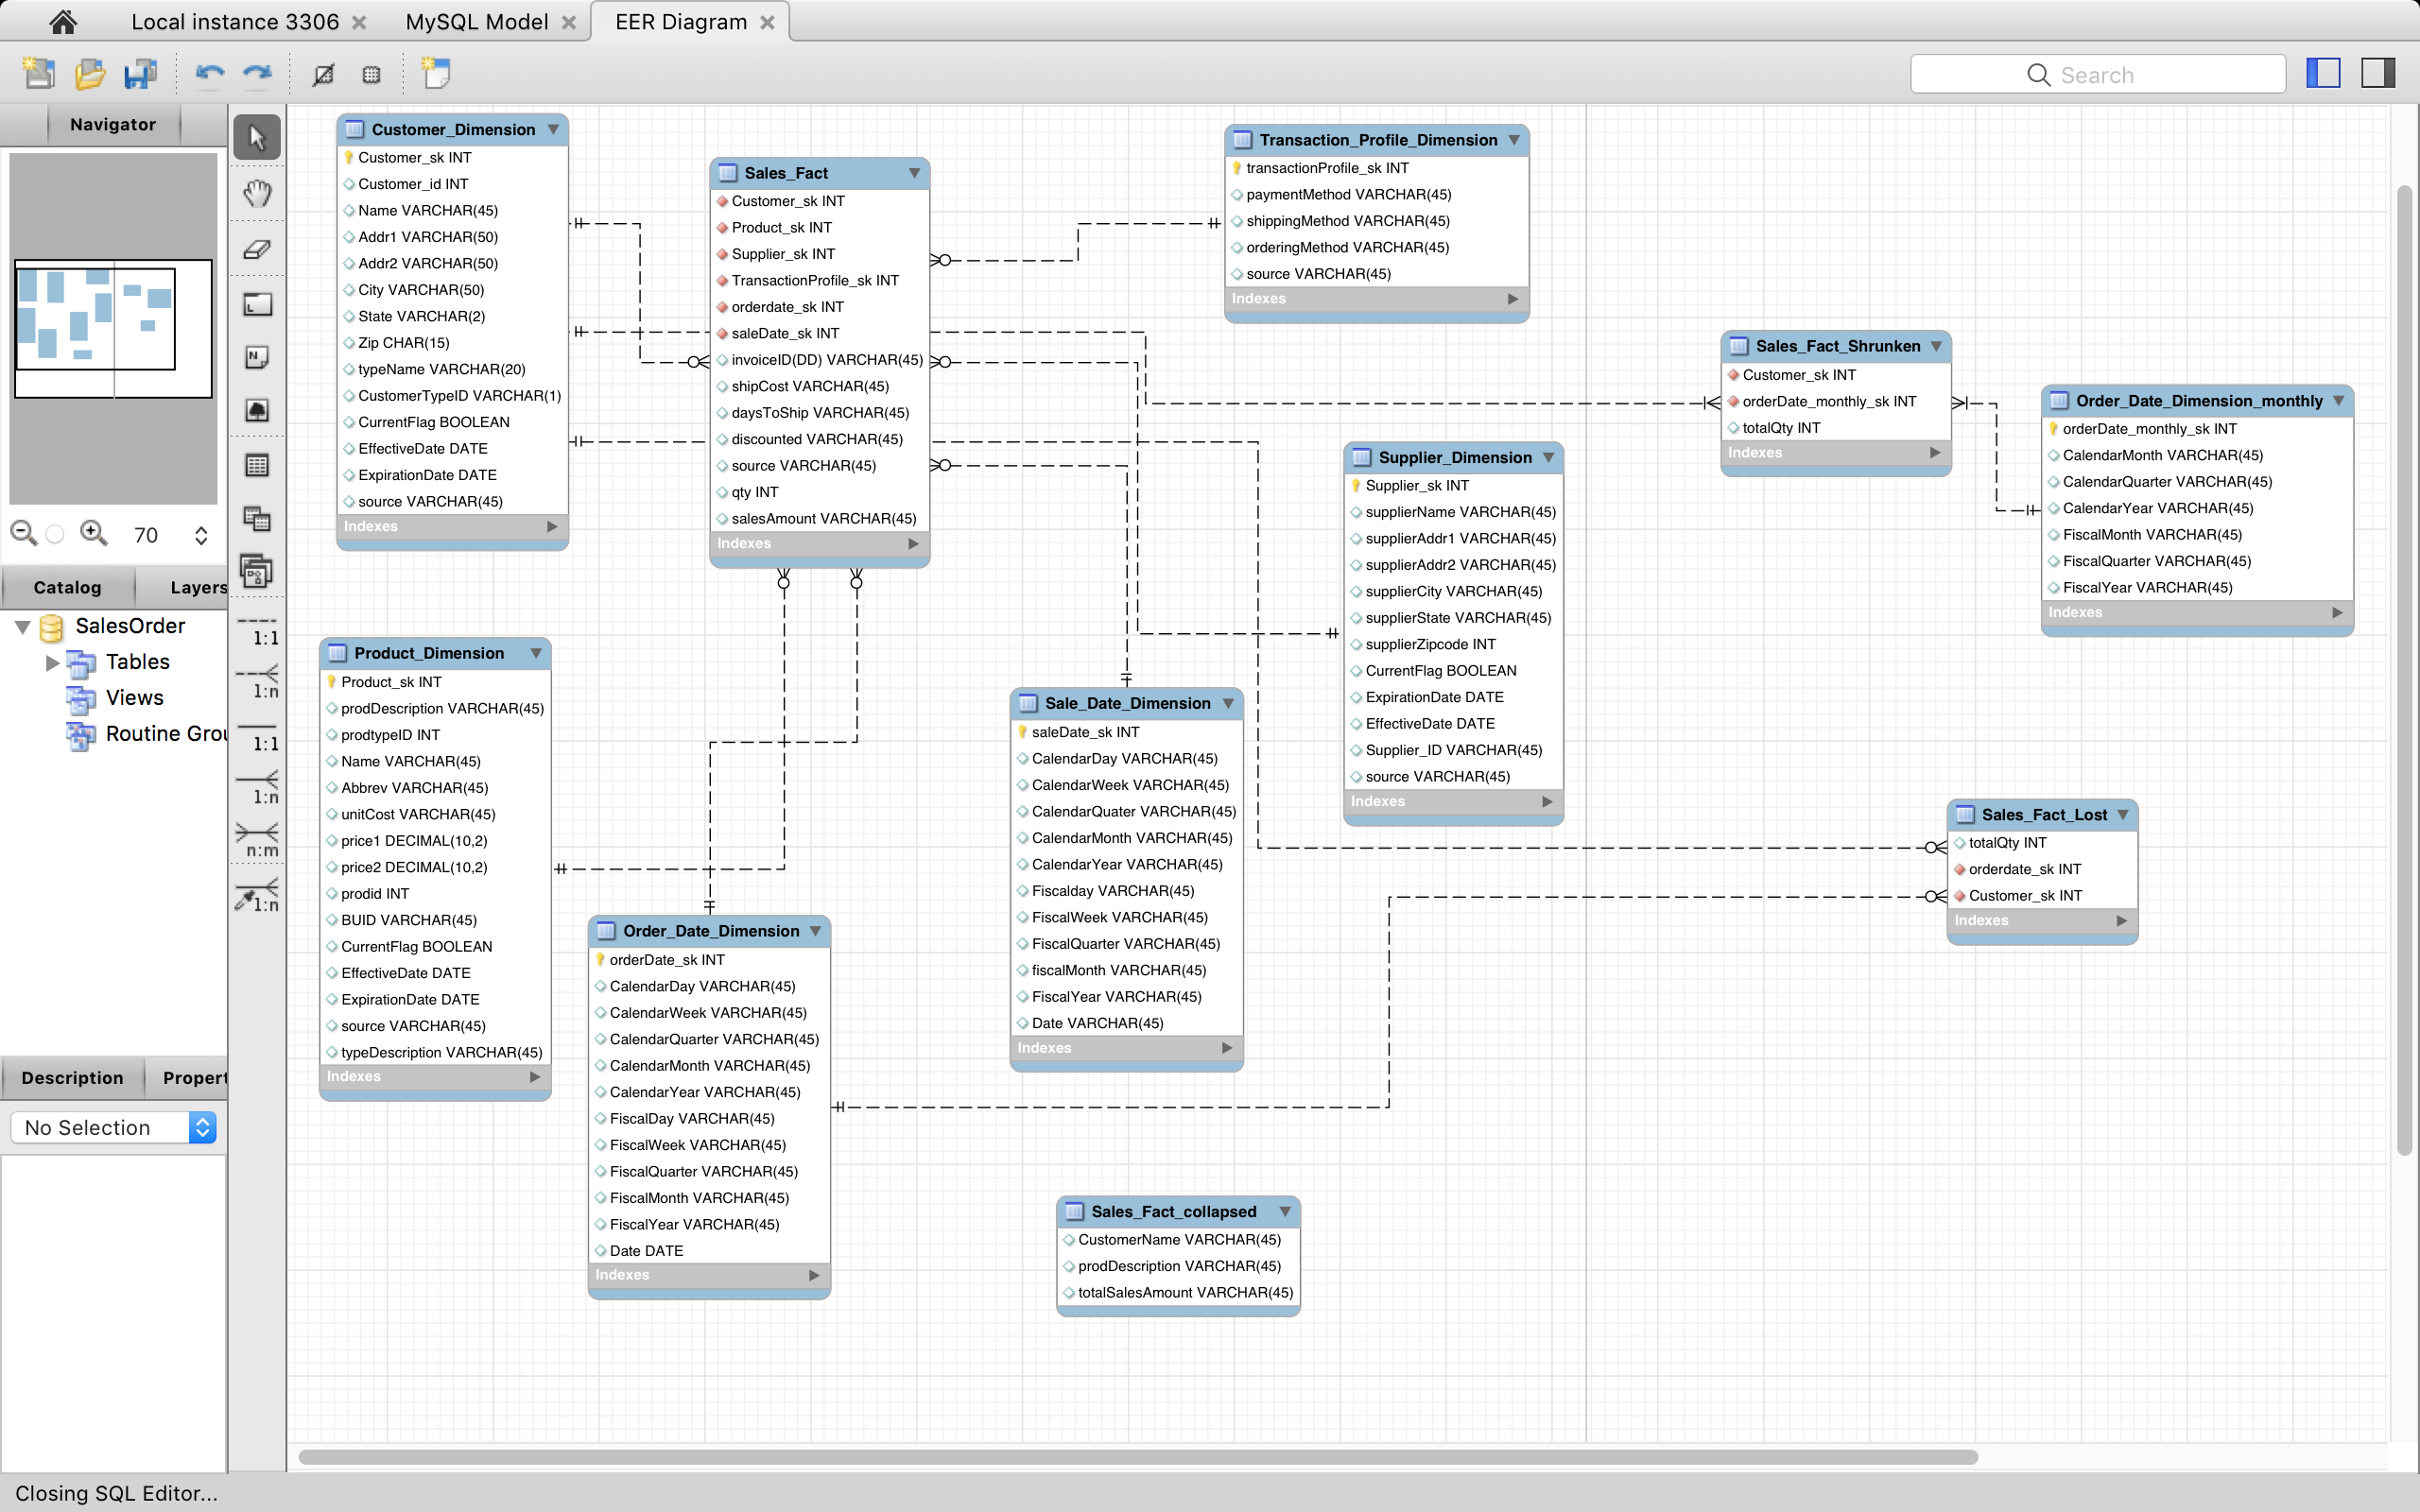 Local instance 3306
MySQL Model
EER Diagram
Search
Navigator
70
Catalog
Layers
SalesOrder
Tables
Views
Routine Grou
Description
Propert
No Selection
1:1
1:n
1:1
1:n
n:m
1:n
Customer_Dimension
Customer_sk INT
Customer_id INT
Name VARCHAR(45)
Addr1 VARCHAR(50)
Addr2 VARCHAR(50)
City VARCHAR(50)
State VARCHAR(2)
Zip CHAR(15)
typeName VARCHAR(20)
CustomerTypeID VARCHAR(1)
CurrentFlag BOOLEAN
EffectiveDate DATE
ExpirationDate DATE
source VARCHAR(45)
Indexes
Sales_Fact
Customer_sk INT
Product_sk INT
Supplier_sk INT
TransactionProfile_sk INT
orderdate_sk INT
saleDate_sk INT
invoiceID(DD) VARCHAR(45)
shipCost VARCHAR(45)
daysToShip VARCHAR(45)
discounted VARCHAR(45)
source VARCHAR(45)
qty INT
salesAmount VARCHAR(45)
Indexes
Transaction_Profile_Dimension
transactionProfile_sk INT
paymentMethod VARCHAR(45)
shippingMethod VARCHAR(45)
orderingMethod VARCHAR(45)
source VARCHAR(45)
Indexes
Sales_Fact_Shrunken
Customer_sk INT
orderDate_monthly_sk INT
totalQty INT
Indexes
Order_Date_Dimension_monthly
orderDate_monthly_sk INT
CalendarMonth VARCHAR(45)
CalendarQuarter VARCHAR(45)
CalendarYear VARCHAR(45)
FiscalMonth VARCHAR(45)
FiscalQuarter VARCHAR(45)
FiscalYear VARCHAR(45)
Indexes
Supplier_Dimension
Supplier_sk INT
supplierName VARCHAR(45)
supplierAddr1 VARCHAR(45)
supplierAddr2 VARCHAR(45)
supplierCity VARCHAR(45)
supplierState VARCHAR(45)
supplierZipcode INT
CurrentFlag BOOLEAN
ExpirationDate DATE
EffectiveDate DATE
Supplier_ID VARCHAR(45)
source VARCHAR(45)
Indexes
Product_Dimension
Product_sk INT
prodDescription VARCHAR(45)
prodtypeID INT
Name VARCHAR(45)
Abbrev VARCHAR(45)
unitCost VARCHAR(45)
price1 DECIMAL(10,2)
price2 DECIMAL(10,2)
prodid INT
BUID VARCHAR(45)
CurrentFlag BOOLEAN
EffectiveDate DATE
ExpirationDate DATE
source VARCHAR(45)
typeDescription VARCHAR(45)
Indexes
Sale_Date_Dimension
saleDate_sk INT
CalendarDay VARCHAR(45)
CalendarWeek VARCHAR(45)
CalendarQuater VARCHAR(45)
CalendarMonth VARCHAR(45)
CalendarYear VARCHAR(45)
Fiscalday VARCHAR(45)
FiscalWeek VARCHAR(45)
FiscalQuarter VARCHAR(45)
fiscalMonth VARCHAR(45)
FiscalYear VARCHAR(45)
Date VARCHAR(45)
Indexes
Sales_Fact_Lost
totalQty INT
orderdate_sk INT
Customer_sk INT
Indexes
Order_Date_Dimension
orderDate_sk INT
CalendarDay VARCHAR(45)
CalendarWeek VARCHAR(45)
CalendarQuarter VARCHAR(45)
CalendarMonth VARCHAR(45)
CalendarYear VARCHAR(45)
FiscalDay VARCHAR(45)
FiscalWeek VARCHAR(45)
FiscalQuarter VARCHAR(45)
FiscalMonth VARCHAR(45)
FiscalYear VARCHAR(45)
Date DATE
Indexes
Sales_Fact_collapsed
CustomerName VARCHAR(45)
prodDescription VARCHAR(45)
totalSalesAmount VARCHAR(45)
Closing SQL Editor...